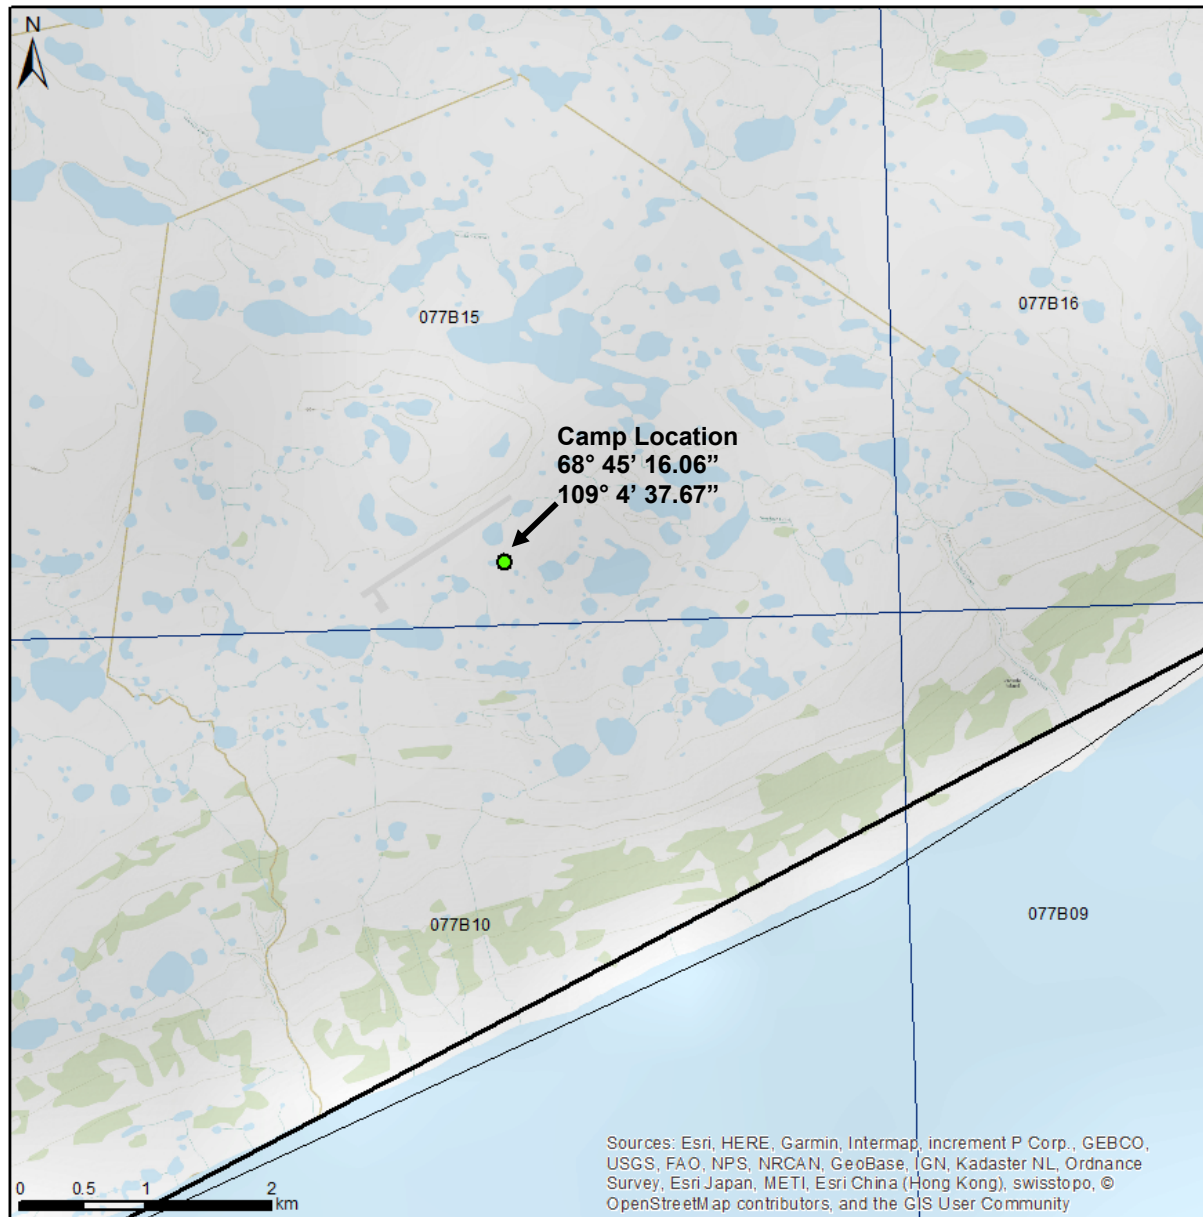 N
077B15
077B16
Camp Location
68° 45’ 16.06”
109° 4’ 37.67”
077B10
077B09
Sources: Esri, HERE, Garmin, Intermap, increment P Corp., GEBCO,
USGS, FAO, NPS, NRCAN, GeoBase, IGN, Kadaster NL, Ordnance
Survey, Esri Japan, METI, Esri China (Hong Kong), swisstopo, ©
OpenStreetMap contributors, and the GIS User Community
0 0.5 1 2
km